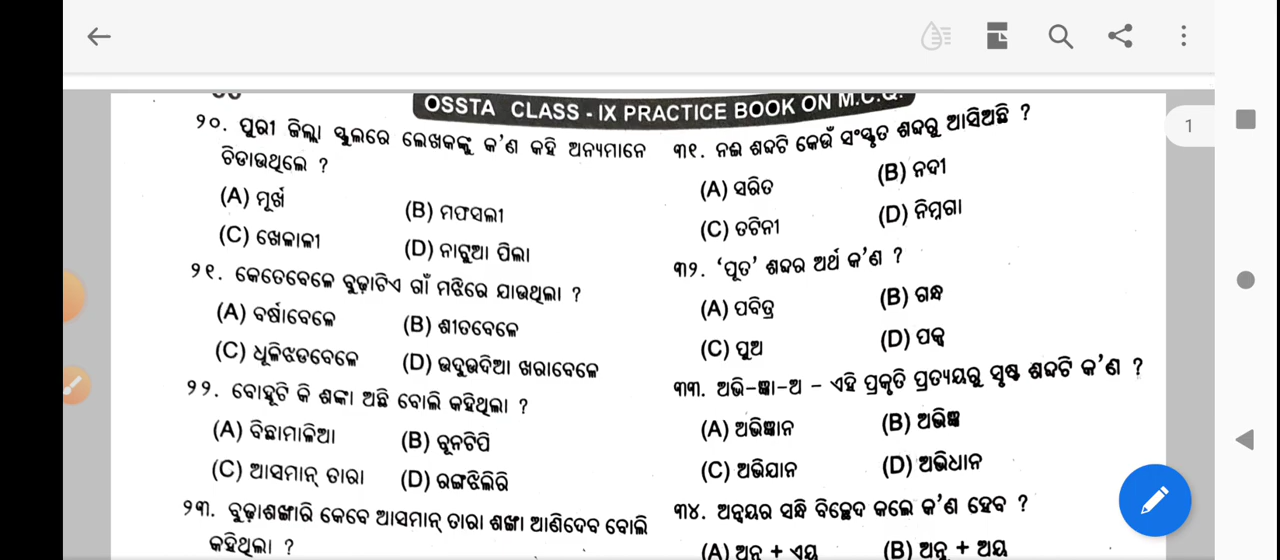 OSSTA CLASS - IX PRACTICE BOOK ON M.C.Q.
1
୨୦. ପୁରୀ ଜିଲ୍ଲା ସ୍କୁଲରେ ଲେଖକଙ୍କୁ କ'ଣ କହି ଅନ୍ୟମାନେ
ଚିଡାଉଥିଲେ ?
(A) ମୂର୍ଖ
(B) ମଫସଲୀ
(C) ଖେଳାଳୀ
(D) ନାଟୁଆ ପିଲା
୨୧. କେତେବେଳେ ବୁଢ଼ାଟିଏ ଗାଁ ମଝିରେ ଯାଉଥିଲା ?
(A) ବର୍ଷାବେଳେ
(B) ଶୀତବେଳେ
(C) ଧୂଳିଝଡବେଳେ
(D) ଉଦୁଉଦିଆ ଖରାବେଳେ
୨୨. ବୋହୂଟି କି ଶଙ୍କା ଅଛି ବୋଲି କହିଥିଲା ?
(A) ବିଛାମାଳିଆ
(B) ବୁନଟିପି
(C) ଆସମାନ୍ ତାରା
(D) ରଙ୍ଗଝିଲିରି
୨୩. ବୁଢ଼ାଶଙ୍ଖାରି କେବେ ଆସମାନ୍ ତାରା ଶଙ୍ଖା ଆଣିଦେବ ବୋଲି
କହିଥିଲା ?
୩୧. ନଈ ଶବ୍ଦଟି କେଉଁ ସଂସ୍କୃତ ଶବ୍ଦରୁ ଆସିଅଛି ?
(A) ସରିତ
(B) ନଦୀ
(C) ତଟିନୀ
(D) ନିମ୍ନଗା
୩୨. 'ପୂତ' ଶବ୍ଦର ଅର୍ଥ କ'ଣ ?
(A) ପବିତ୍ର
(B) ଗନ୍ଧ
(C) ପୁଅ
(D) ପକ୍ୱ
୩୩. ଅଭି-ଜ୍ଞା-ଅ - ଏହି ପ୍ରକୃତି ପ୍ରତ୍ୟୟରୁ ସୃଷ୍ଟ ଶବ୍ଦଟି କ'ଣ ?
(A) ଅଭିଜ୍ଞାନ
(B) ଅଭିଜ୍ଞ
(C) ଅଭିଯାନ
(D) ଅଭିଧାନ
୩୪. ଅନ୍ୱୟର ସନ୍ଧି ବିଚ୍ଛେଦ କଲେ କ'ଣ ହେବ ?
(A) ଅନୁ + ଏୟ
(B) ଅନୁ + ଅୟ